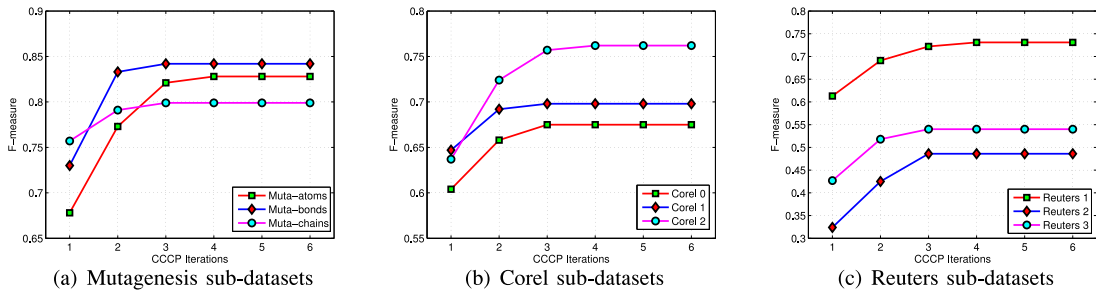 0.9
0.85
0.8
0.75
0.7
0.65
F-measure
1 2 3 4 5 6
CCCP Iterations
Muta-atoms
Muta-bonds
Muta-chains
(a) Mutagenesis sub-datasets
0.8
0.75
0.7
0.65
0.6
0.55
F-measure
1 2 3 4 5 6
CCCP Iterations
Corel 0
Corel 1
Corel 2
(b) Corel sub-datasets
0.8
0.75
0.7
0.65
0.6
0.55
0.5
0.45
0.4
0.35
0.3
F-measure
1 2 3 4 5 6
CCCP Iterations
Reuters 1
Reuters 2
Reuters 3
(c) Reuters sub-datasets